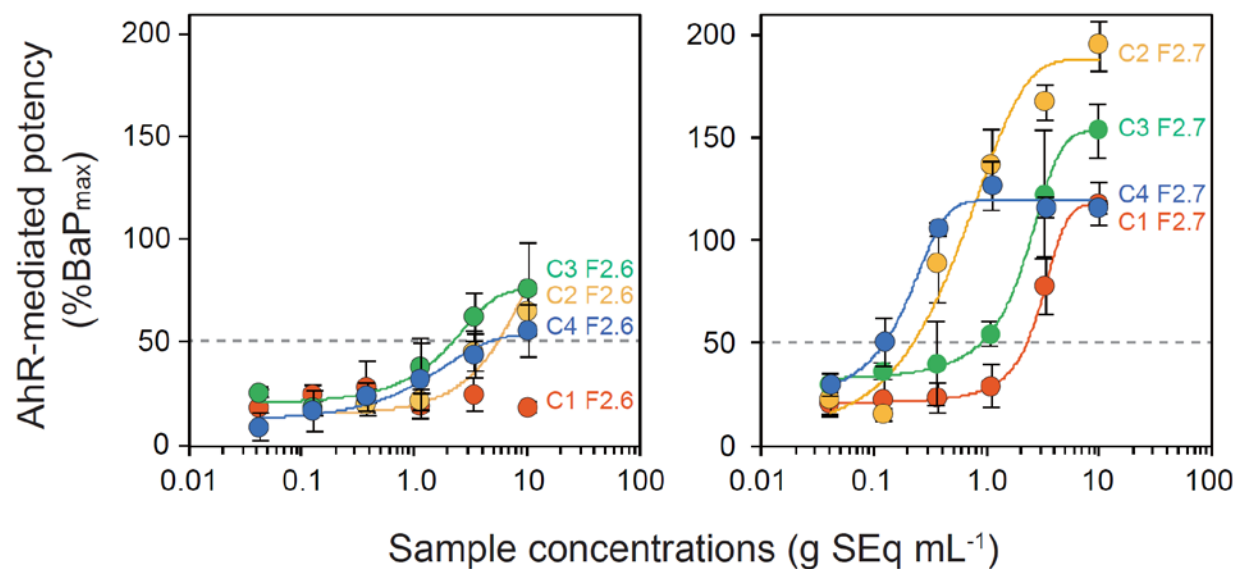 AhR-mediated potency
(%BaPmax)
200
150
100
50
0
C3 F2.6
C2 F2.6
C4 F2.6
C1 F2.6
0.01
0.1
1.0
10
100
200
150
100
50
0
C2 F2.7
C3 F2.7
C4 F2.7
C1 F2.7
0.01
0.1
1.0
10
100
Sample concentrations (g SEq mL⁻¹)